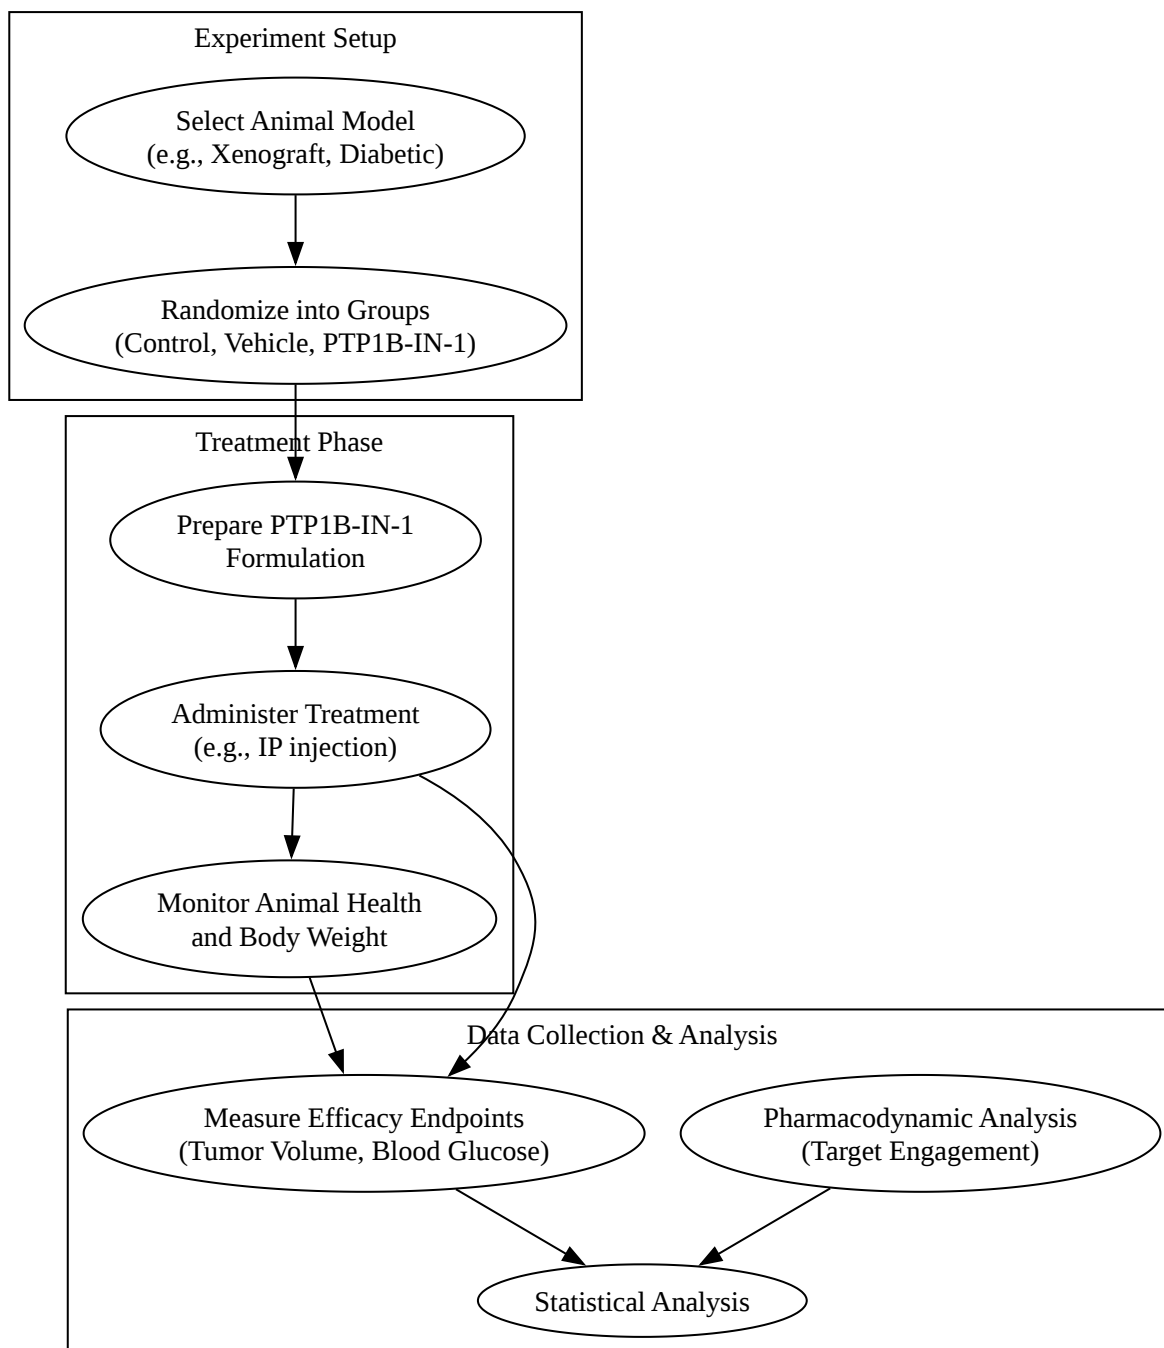 Experiment Setup
Select Animal Model
(e.g., Xenograft, Diabetic)
Randomize into Groups
(Control, Vehicle, PTP1B-IN-1)
Treatment Phase
Prepare PTP1B-IN-1
Formulation
Administer Treatment
(e.g., IP injection)
Monitor Animal Health
and Body Weight
Data Collection & Analysis
Measure Efficacy Endpoints
(Tumor Volume, Blood Glucose)
Pharmacodynamic Analysis
(Target Engagement)
Statistical Analysis